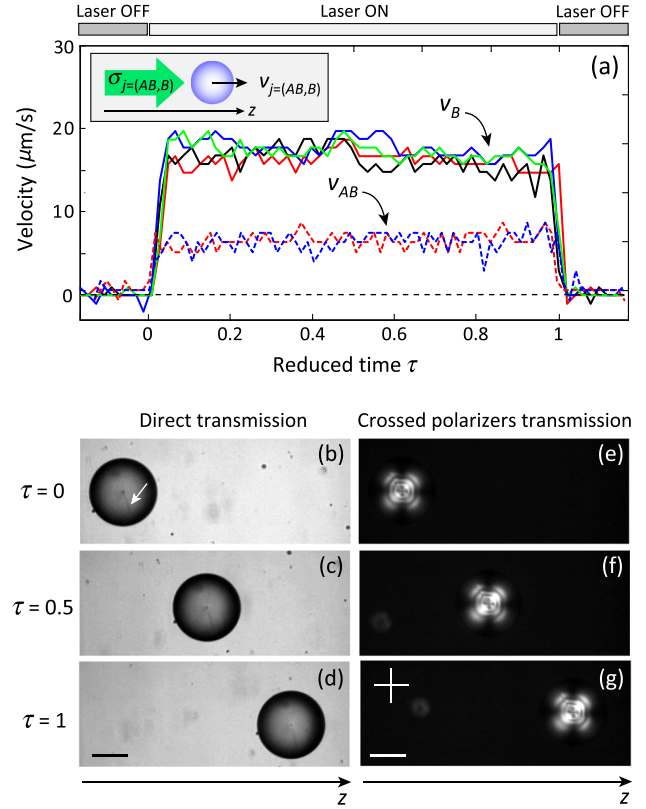 Laser OFF Laser ON Laser OFF
30
20
10
0
Velocity (μm/s)
(a)
σj=(AB,B) vj=(AB,B)
z
vB
vAB
0 0.2 0.4 0.6 0.8 1
Reduced time τ
Direct transmission Crossed polarizers transmission
τ = 0 (b) (e)
τ = 0.5 (c) (f)
τ = 1 (d) (g)
z z